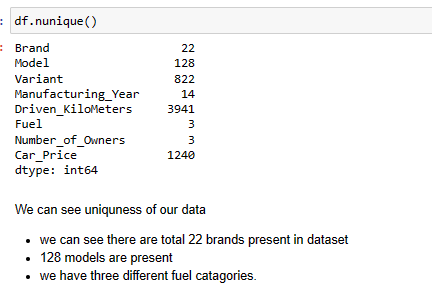 df.nunique()
Brand 22
Model 128
Variant 822
Manufacturing_Year 14
Driven_KiloMeters 3941
Fuel 3
Number_of_Owners 3
Car_Price 1240
dtype: int64
We can see uniquness of our data
• we can see there are total 22 brands present in dataset
• 128 models are present
• we have three different fuel catagories.